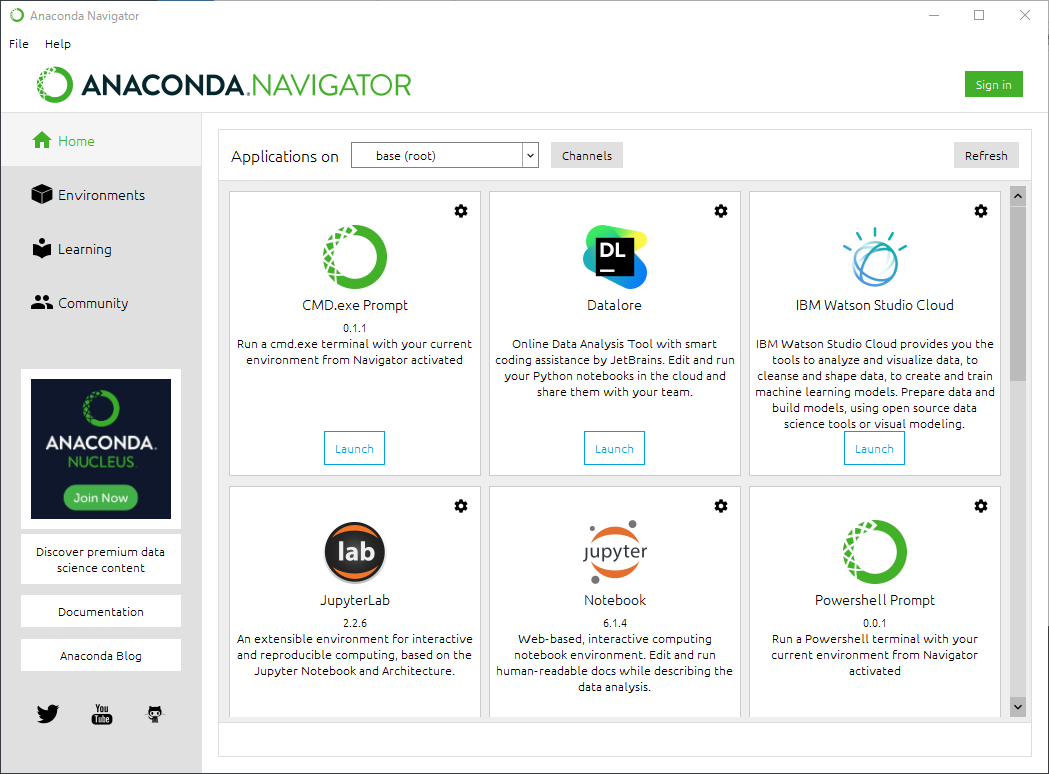 Anaconda Navigator
File Help
ANACONDA.NAVIGATOR
Sign in
Home
Environments
Learning
Community
ANACONDA.
NUCLEUS
Join Now
Discover premium data
science content
Documentation
Anaconda Blog
You
Tube
Applications on base (root) Channels Refresh
CMD.exe Prompt
0.1.1
Run a cmd.exe terminal with your current
environment from Navigator activated
Launch
DL
Datalore
Online Data Analysis Tool with smart
coding assistance by JetBrains. Edit and run
your Python notebooks in the cloud and
share them with your team.
Launch
IBM Watson Studio Cloud
IBM Watson Studio Cloud provides you the
tools to analyze and visualize data, to
cleanse and shape data, to create and train
machine learning models. Prepare data and
build models, using open source data
science tools or visual modeling.
Launch
lab
JupyterLab
2.2.6
An extensible environment for interactive
and reproducible computing, based on the
Jupyter Notebook and Architecture.
jupyter
Notebook
6.1.4
Web-based, interactive computing
notebook environment. Edit and run
human-readable docs while describing the
data analysis.
Powershell Prompt
0.0.1
Run a Powershell terminal with your
current environment from Navigator
activated